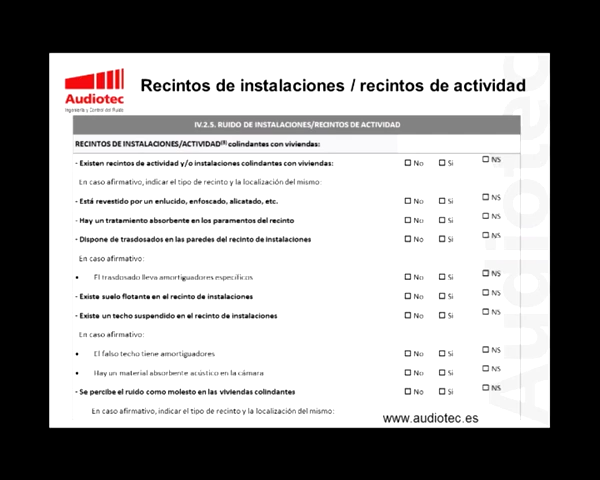 Audiotec
Ingeniería y Control del Ruido
Recintos de instalaciones / recintos de actividad
IV.2.5. RUIDO DE INSTALACIONES/RECINTOS DE ACTIVIDAD
RECINTOS DE INSTALACIONES/ACTIVIDAD(8) colindantes con viviendas:
- Existen recintos de actividad y/o instalaciones colindantes con viviendas: ☐ No ☐ Si ☐ NS
En caso afirmativo, indicar el tipo de recinto y la localización del mismo:
- Está revestido por un enlucido, enfoscado, alicatado, etc. ☐ No ☐ Si ☐ NS
- Hay un tratamiento absorbente en los paramentos del recinto ☐ No ☐ Si ☐ NS
- Dispone de trasdosados en las paredes del recinto de instalaciones ☐ No ☐ Si ☐ NS
En caso afirmativo:
• El trasdosado lleva amortiguadores específicos ☐ No ☐ Si ☐ NS
- Existe suelo flotante en el recinto de instalaciones ☐ No ☐ Si ☐ NS
- Existe un techo suspendido en el recinto de instalaciones ☐ No ☐ Si ☐ NS
En caso afirmativo:
• El falso techo tiene amortiguadores ☐ No ☐ Si ☐ NS
• Hay un material absorbente acústico en la cámara ☐ No ☐ Si ☐ NS
- Se percibe el ruido como molesto en las viviendas colindantes ☐ No ☐ Si ☐ NS
En caso afirmativo, indicar el tipo de recinto y la localización del mismo:
www.audiotec.es
Audiotec